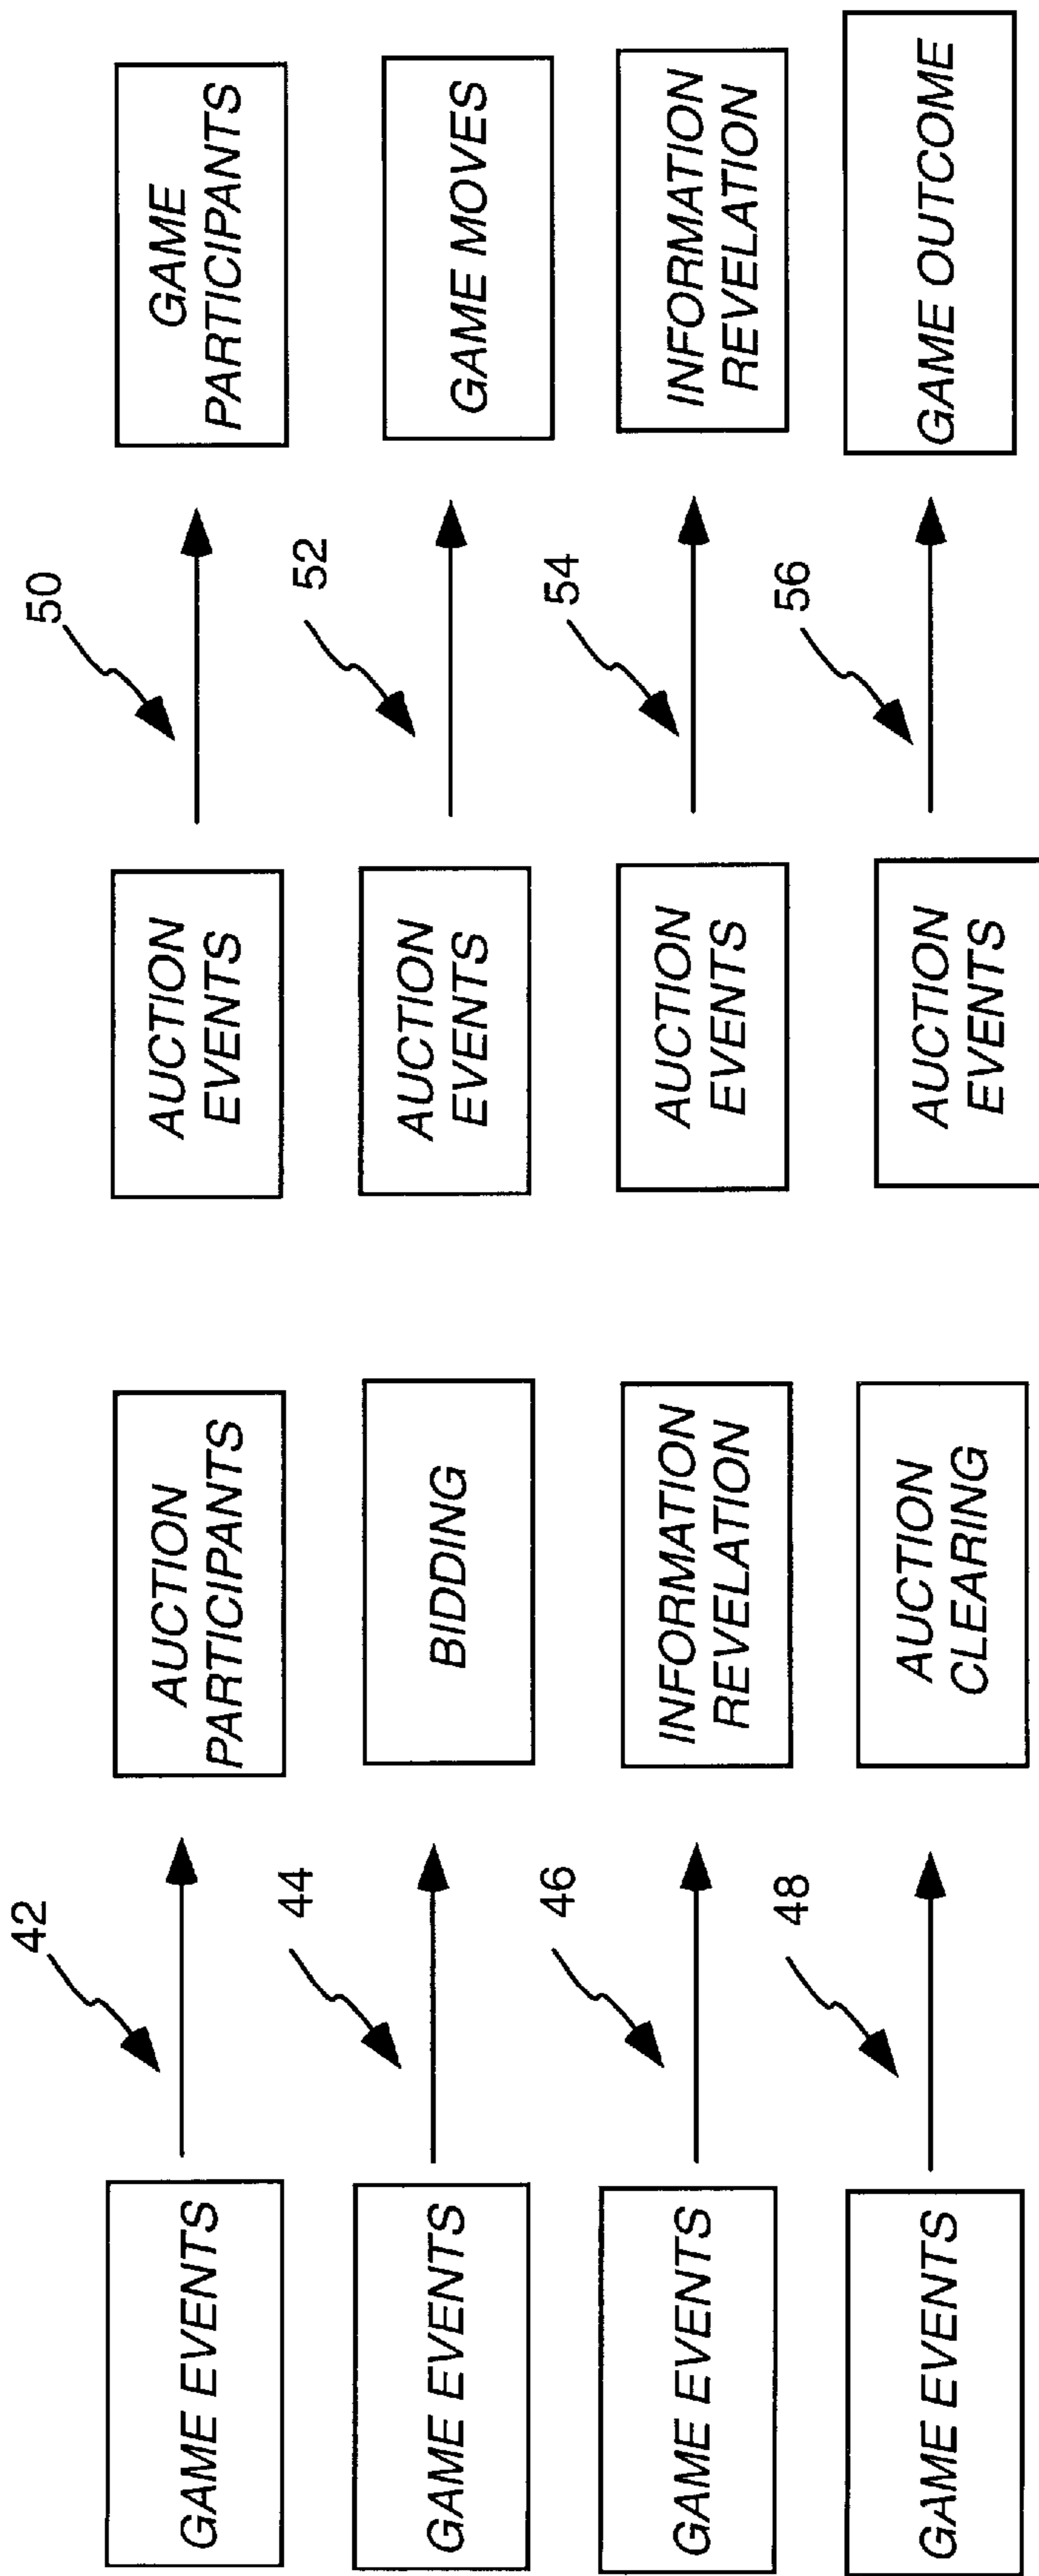 42
GAME EVENTS
AUCTION
PARTICIPANTS
44
GAME EVENTS
BIDDING
46
GAME EVENTS
INFORMATION
REVELATION
48
GAME EVENTS
AUCTION
CLEARING
50
AUCTION
EVENTS
GAME
PARTICIPANTS
52
AUCTION
EVENTS
GAME MOVES
54
AUCTION
EVENTS
INFORMATION
REVELATION
56
AUCTION
EVENTS
GAME OUTCOME